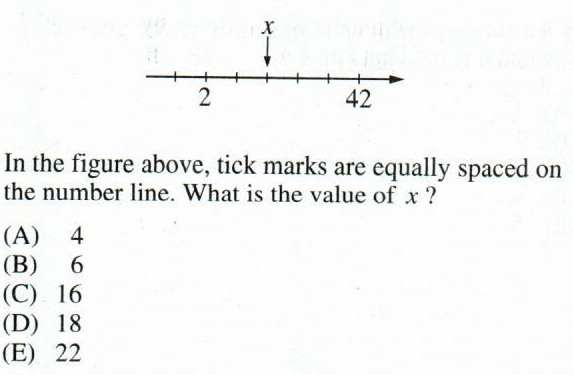 x
2 42
In the figure above, tick marks are equally spaced on
the number line. What is the value of x ?
(A) 4
(B) 6
(C) 16
(D) 18
(E) 22